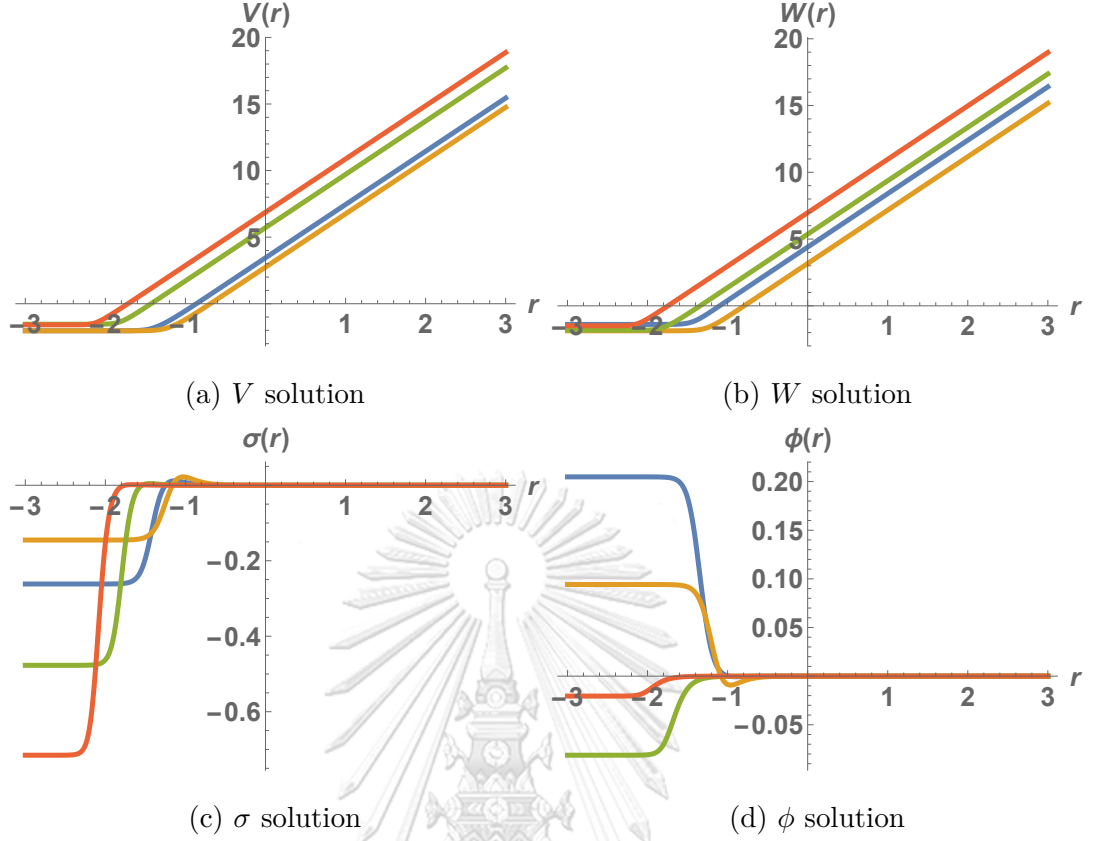 V(r)
20
15
10
5
-3 -2 -1 1 2 3 r
(a) V solution
W(r)
20
15
10
5
-3 -2 -1 1 2 3 r
(b) W solution
σ(r)
-3 -2 -1 1 2 3 r
-0.2
-0.4
-0.6
(c) σ solution
ϕ(r)
0.20
0.15
0.10
0.05
-3 -2 -1 1 2 3 r
-0.05
(d) ϕ solution